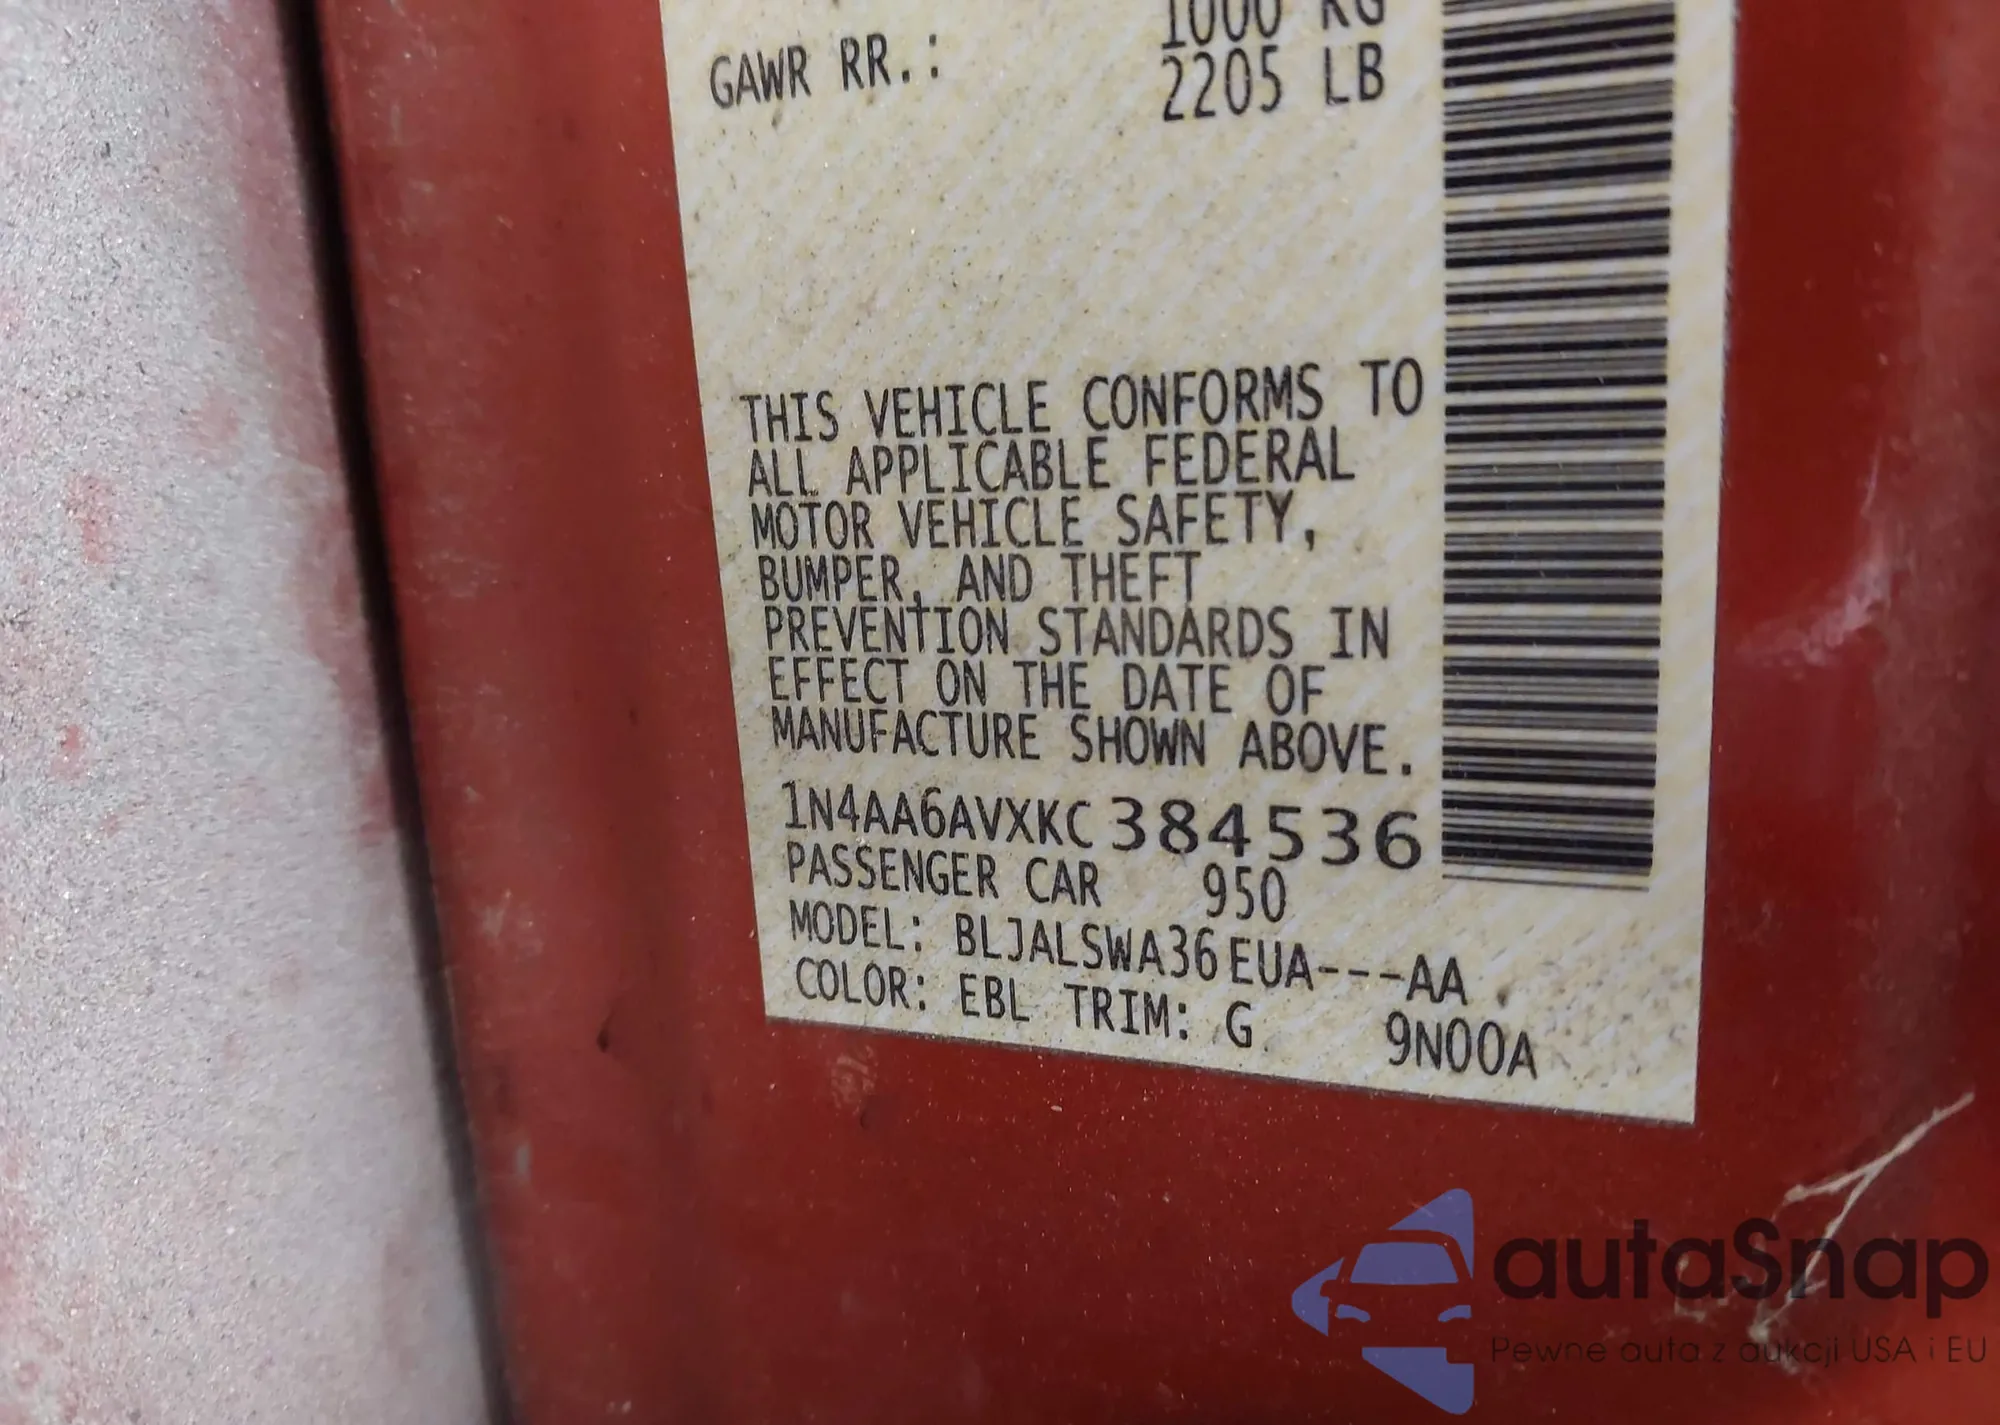 1000 KG
GAWR RR.: 2205 LB
THIS VEHICLE CONFORMS TO
ALL APPLICABLE FEDERAL
MOTOR VEHICLE SAFETY,
BUMPER, AND THEFT
PREVENTION STANDARDS IN
EFFECT ON THE DATE OF
MANUFACTURE SHOWN ABOVE.
1N4AA6AVXKC384536
PASSENGER CAR 950
MODEL: BLJALSWA36EUA---AA
COLOR: EBL TRIM: G 9N00A
autaSnap
Pewne auta z aukcji USA i EU